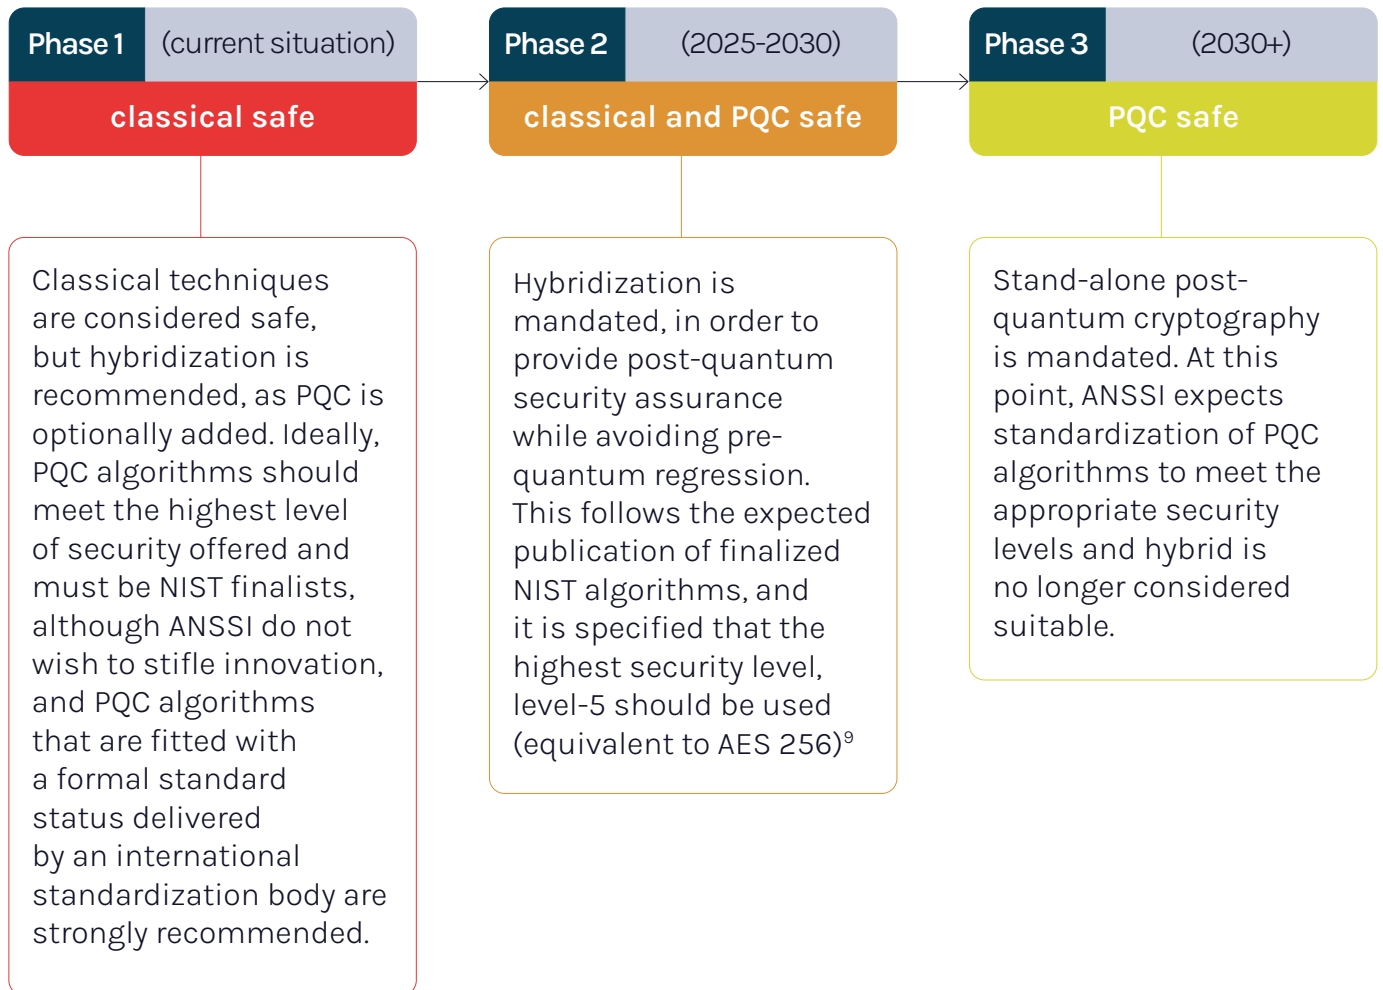 Phase 1 (current situation)
classical safe
Classical techniques
are considered safe,
but hybridization is
recommended, as PQC is
optionally added. Ideally,
PQC algorithms should
meet the highest level
of security offered and
must be NIST finalists,
although ANSSI do not
wish to stifle innovation,
and PQC algorithms
that are fitted with
a formal standard
status delivered
by an international
standardization body are
strongly recommended.
Phase 2 (2025-2030)
classical and PQC safe
Hybridization is
mandated, in order to
provide post-quantum
security assurance
while avoiding pre-
quantum regression.
This follows the expected
publication of finalized
NIST algorithms, and
it is specified that the
highest security level,
level-5 should be used
(equivalent to AES 256)⁹
Phase 3 (2030+)
PQC safe
Stand-alone post-
quantum cryptography
is mandated. At this
point, ANSSI expects
standardization of PQC
algorithms to meet the
appropriate security
levels and hybrid is
no longer considered
suitable.